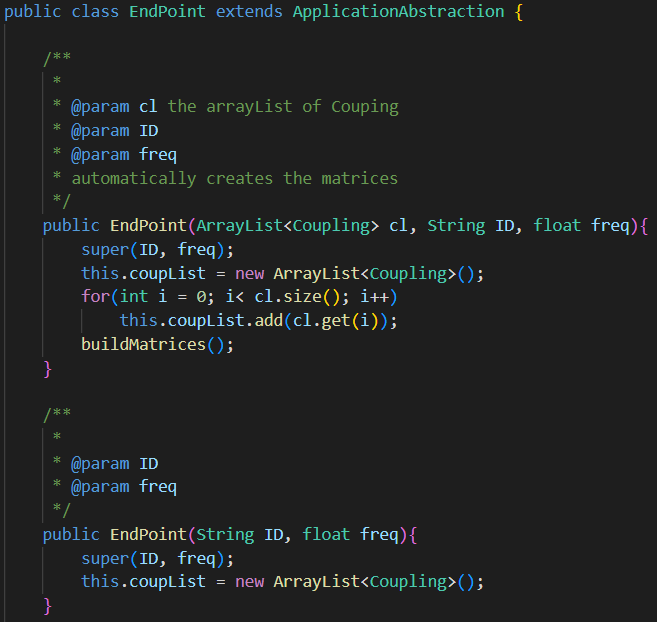 public class EndPoint extends ApplicationAbstraction {
/**
*
* @param cl the arrayList of Couping
* @param ID
* @param freq
* automatically creates the matrices
*/
public EndPoint(ArrayList<Coupling> cl, String ID, float freq){
super(ID, freq);
this.coupList = new ArrayList<Coupling>();
for(int i = 0; i< cl.size(); i++)
this.coupList.add(cl.get(i));
buildMatrices();
}
/**
*
* @param ID
* @param freq
*/
public EndPoint(String ID, float freq){
super(ID, freq);
this.coupList = new ArrayList<Coupling>();
}